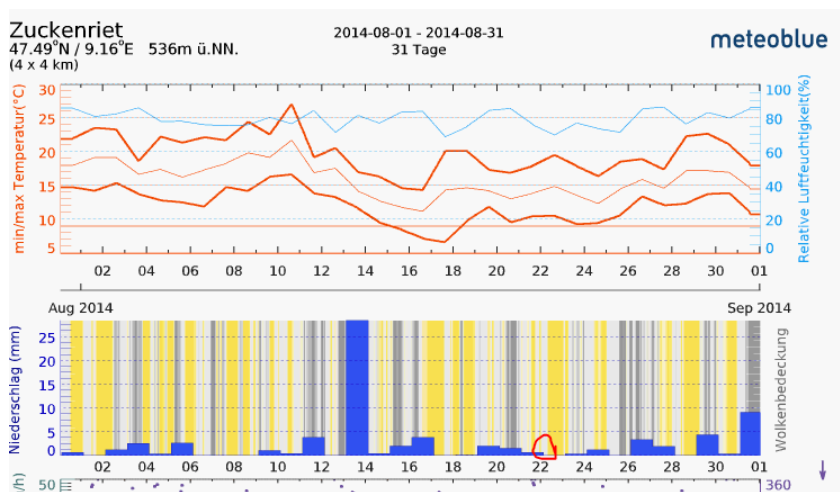 Zuckenriet
47.49°N / 9.16°E 536m ü.NN.
(4 x 4 km)
2014-08-01 - 2014-08-31
31 Tage
meteoblue
min/max Temperatur(°C)
30
25
20
15
10
5
Relative Luftfeuchtigkeit(%)
100
80
60
40
20
0
02 04 06 08 10 12 14 16 18 20 22 24 26 28 30 01
Aug 2014 Sep 2014
Niederschlag (mm)
25
20
15
10
5
0
Wolkenbedeckung
02 04 06 08 10 12 14 16 18 20 22 24 26 28 30 01
/h)
50
360